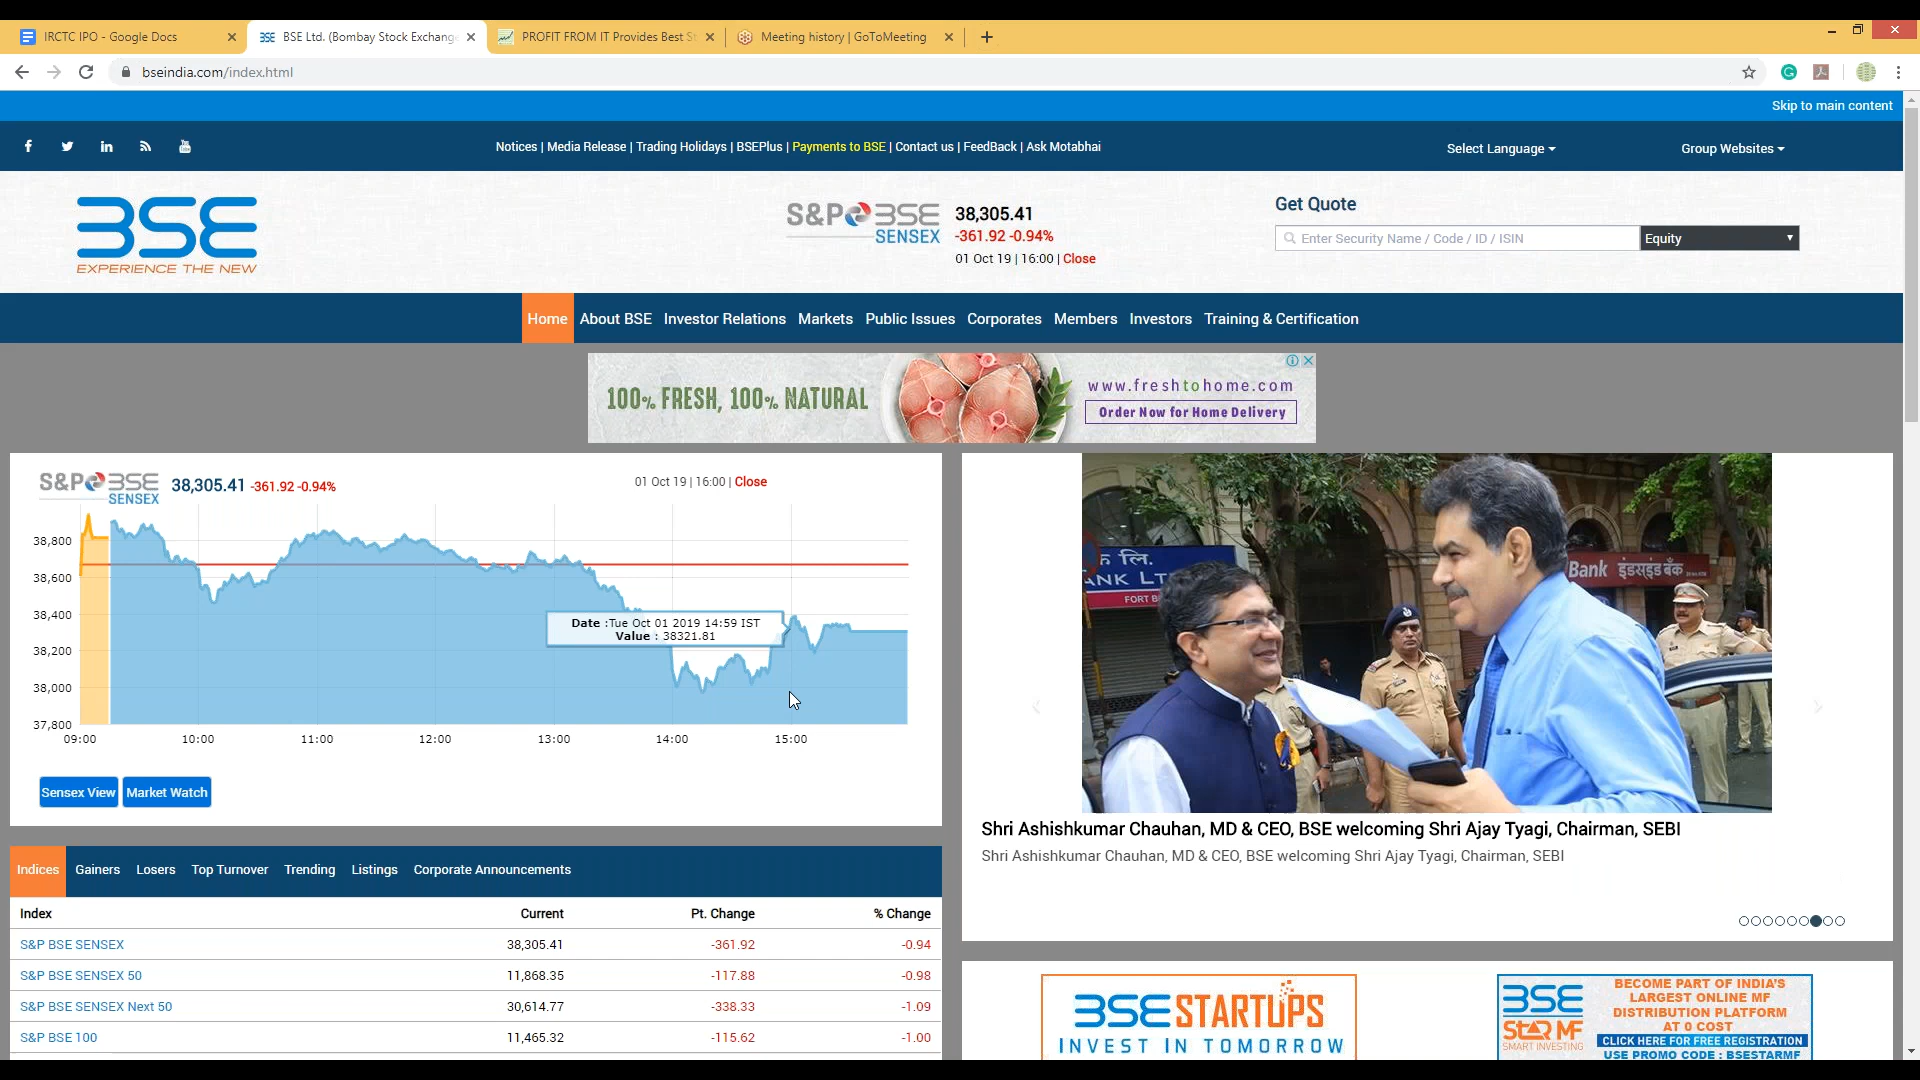 IRCTC IPO - Google Docs
BSE Ltd. (Bombay Stock Exchange
PROFIT FROM IT Provides Best St
Meeting history | GoToMeeting
bseindia.com/index.html
Skip to main content
Notices | Media Release | Trading Holidays | BSEPlus | Payments to BSE | Contact us | FeedBack | Ask Motabhai
Select Language
Group Websites
BSE
EXPERIENCE THE NEW
S&P BSE
SENSEX
38,305.41
-361.92 -0.94%
01 Oct 19 | 16:00 | Close
Get Quote
Enter Security Name / Code / ID / ISIN
Equity
Home About BSE Investor Relations Markets Public Issues Corporates Members Investors Training & Certification
100% FRESH, 100% NATURAL
www.freshtohome.com
Order Now for Home Delivery
S&P BSE
SENSEX
38,305.41 -361.92 -0.94%
01 Oct 19 | 16:00 | Close
38,800
38,600
38,400
38,200
38,000
37,800
09:00 10:00 11:00 12:00 13:00 14:00 15:00
Date :Tue Oct 01 2019 14:59 IST
Value : 38321.81
Sensex View
Market Watch
क लि.
ANK LT
FORT B
Bank इंडसइंड बैंक
Shri Ashishkumar Chauhan, MD & CEO, BSE welcoming Shri Ajay Tyagi, Chairman, SEBI
Shri Ashishkumar Chauhan, MD & CEO, BSE welcoming Shri Ajay Tyagi, Chairman, SEBI
Indices Gainers Losers Top Turnover Trending Listings Corporate Announcements
Index Current Pt. Change % Change
S&P BSE SENSEX 38,305.41 -361.92 -0.94
S&P BSE SENSEX 50 11,868.35 -117.88 -0.98
S&P BSE SENSEX Next 50 30,614.77 -338.33 -1.09
S&P BSE 100 11,465.32 -115.62 -1.00
BSE STARTUPS
INVEST IN TOMORROW
BSE
STAR MF
SMART INVESTING
BECOME PART OF INDIA'S
LARGEST ONLINE MF
DISTRIBUTION PLATFORM
AT 0 COST
CLICK HERE FOR FREE REGISTRATION
USE PROMO CODE : BSESTARMF